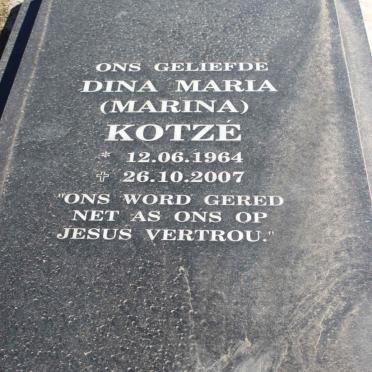 ONS GELIEFDE
DINA MARIA
(MARINA)
KOTZÉ
* 12.06.1964
✝ 26.10.2007
"ONS WORD GERED
NET AS ONS OP
JESUS VERTROU."